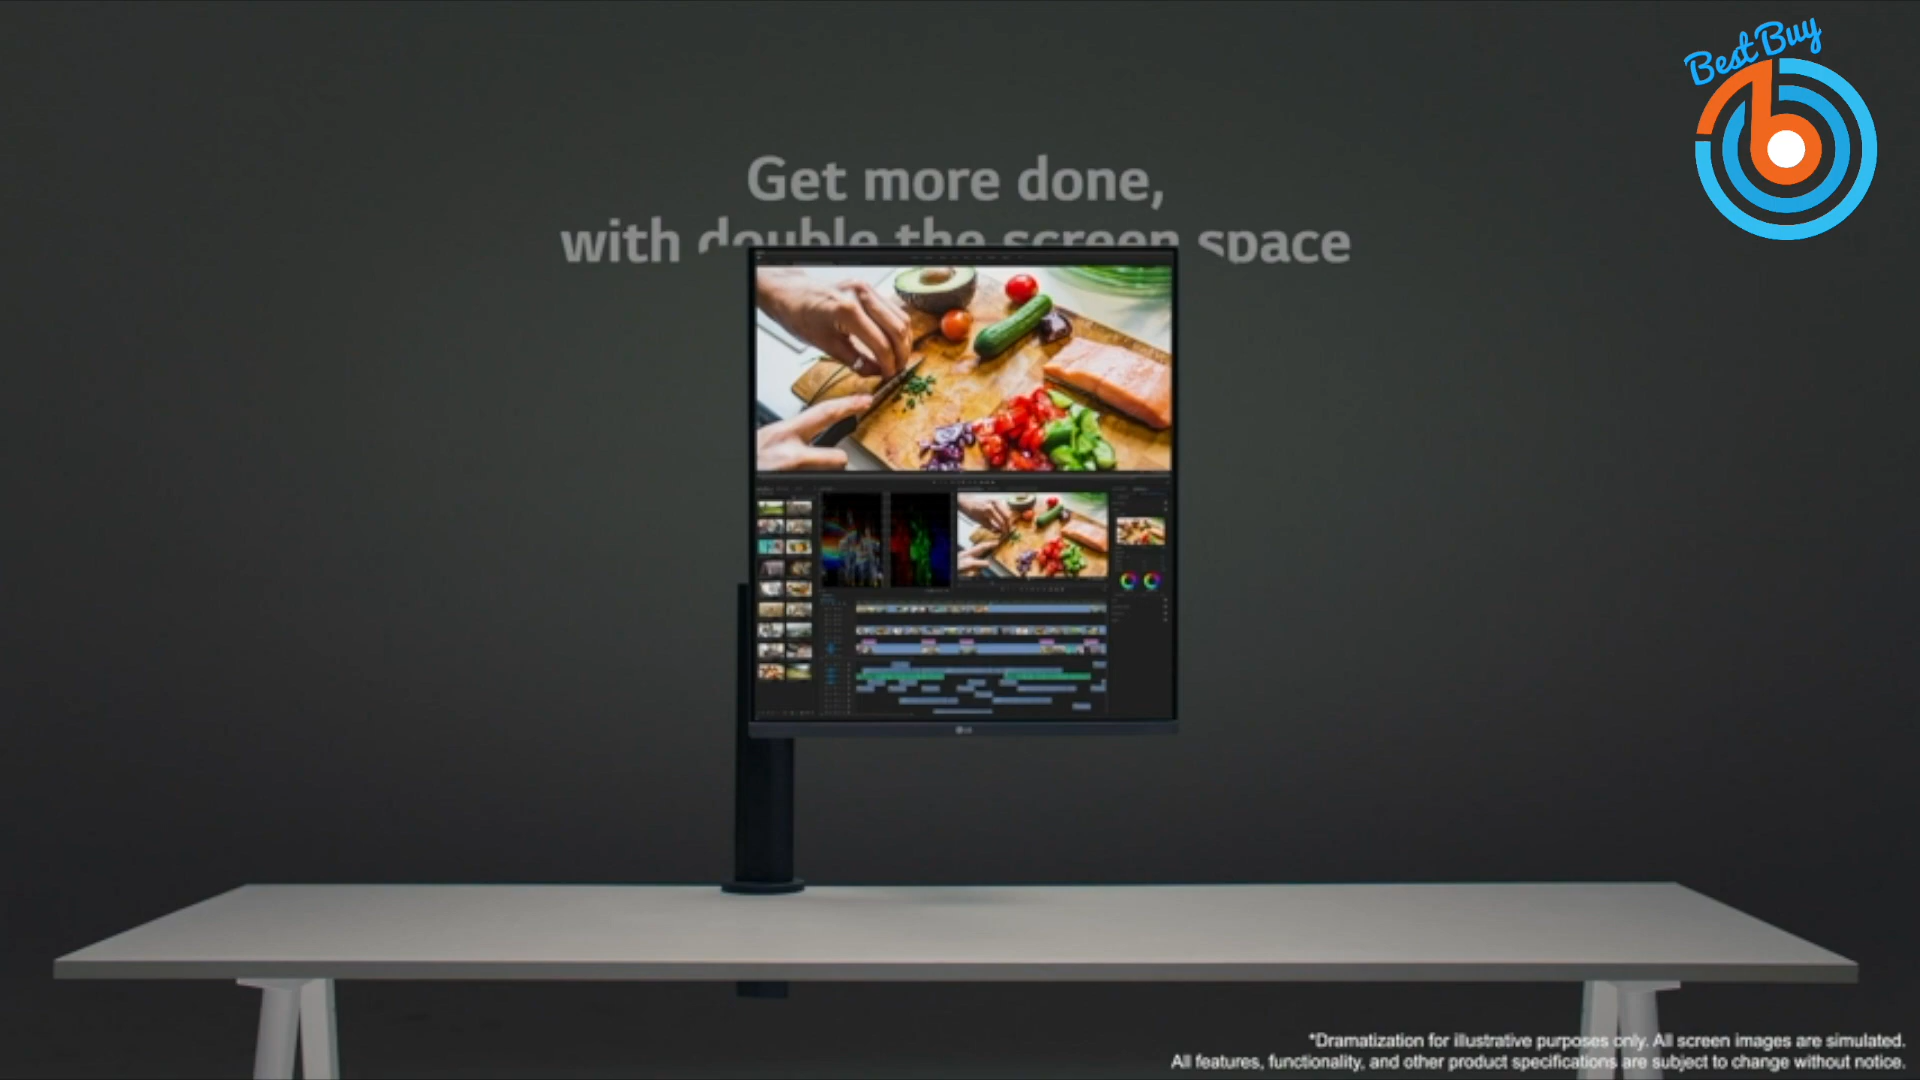 Best Buy
Get more done,
with double the screen space
LG
*Dramatization for illustrative purposes only. All screen images are simulated.
All features, functionality, and other product specifications are subject to change without notice.